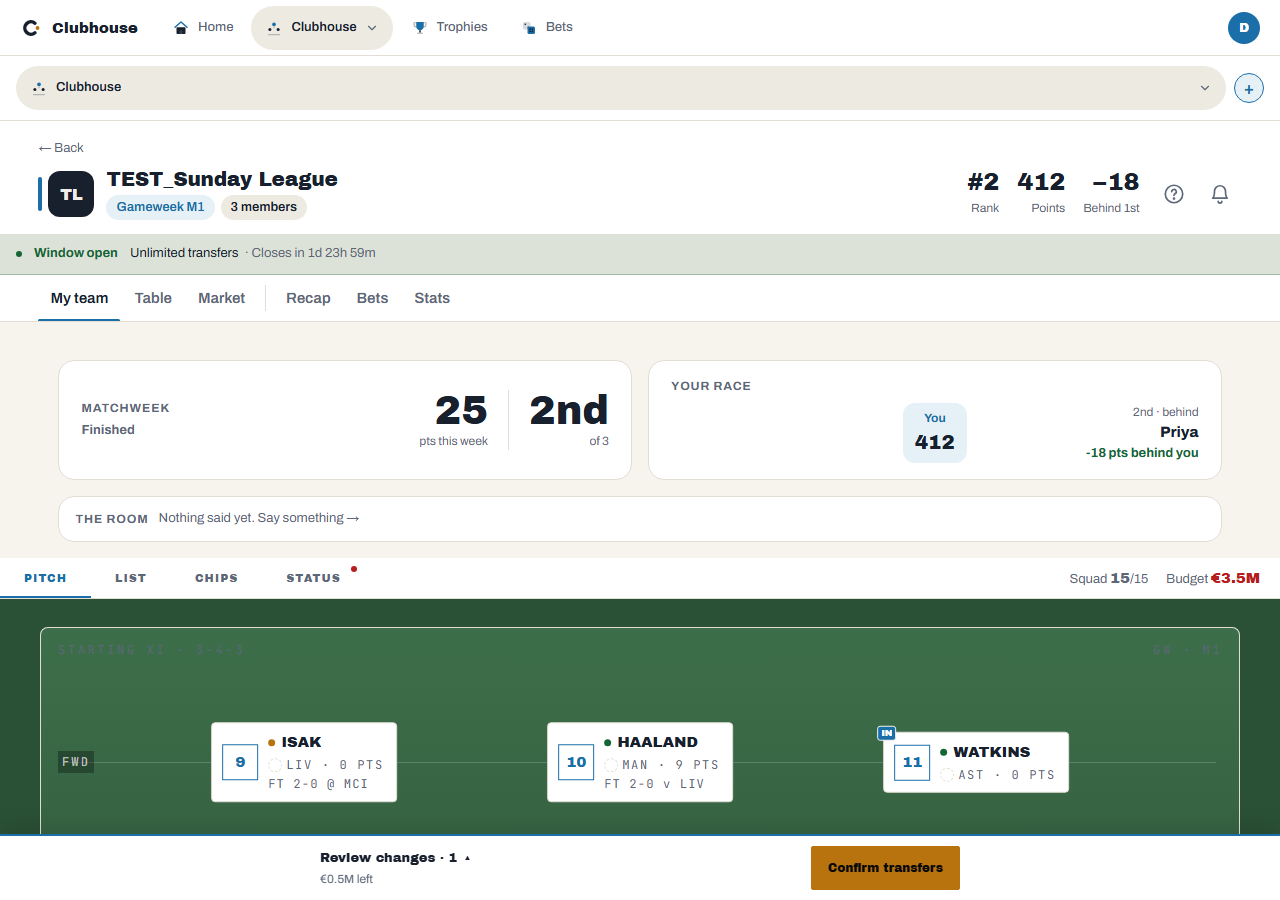 Clubhouse
Home
Clubhouse
Trophies
Bets
D
Clubhouse
+
← Back
TL
TEST_Sunday League
Gameweek M1
3 members
#2
Rank
412
Points
–18
Behind 1st
?
Window open Unlimited transfers · Closes in 1d 23h 59m
My team
Table
Market
Recap
Bets
Stats
MATCHWEEK
Finished
25
pts this week
2nd
of 3
YOUR RACE
You
412
2nd · behind
Priya
-18 pts behind you
THE ROOM Nothing said yet. Say something →
PITCH
LIST
CHIPS
STATUS
Squad 15/15
Budget €3.5M
STARTING XI · 3-4-3
GW · M1
FWD
9
ISAK
LIV · 0 PTS
FT 2-0 @ MCI
10
HAALAND
MAN · 9 PTS
FT 2-0 v LIV
IN
11
WATKINS
AST · 0 PTS
Review changes · 1 ▲
€0.5M left
Confirm transfers